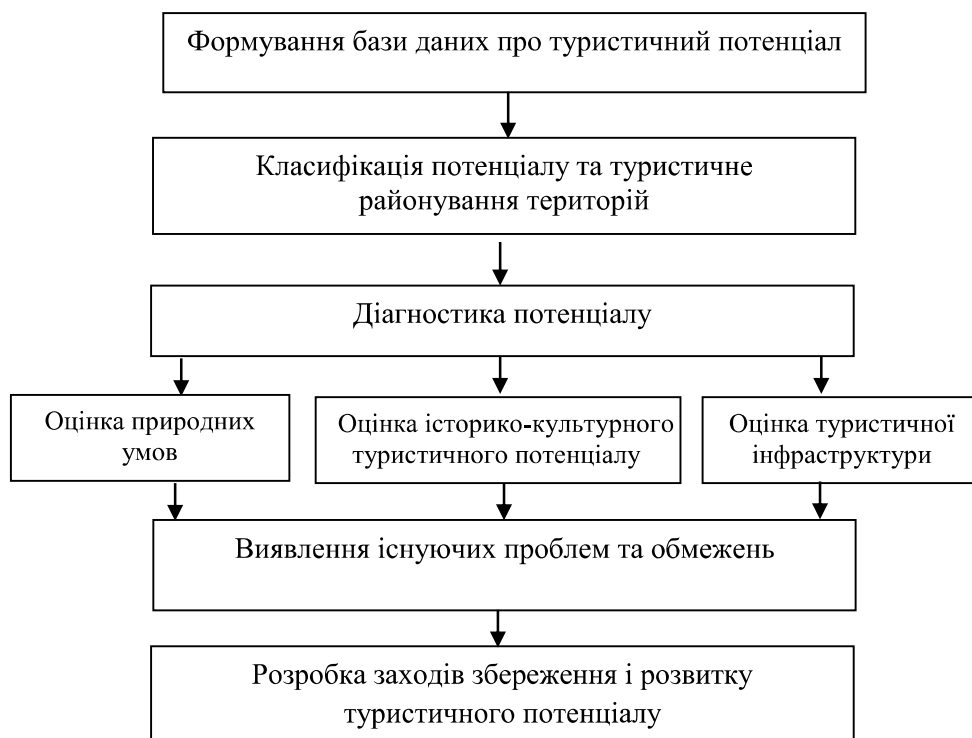 Формування бази даних про туристичний потенціал
Класифікація потенціалу та туристичне
районування територій
Діагностика потенціалу
Оцінка природних
умов
Оцінка історико-культурного
туристичного потенціалу
Оцінка туристичної
інфраструктури
Виявлення існуючих проблем та обмежень
Розробка заходів збереження і розвитку
туристичного потенціалу